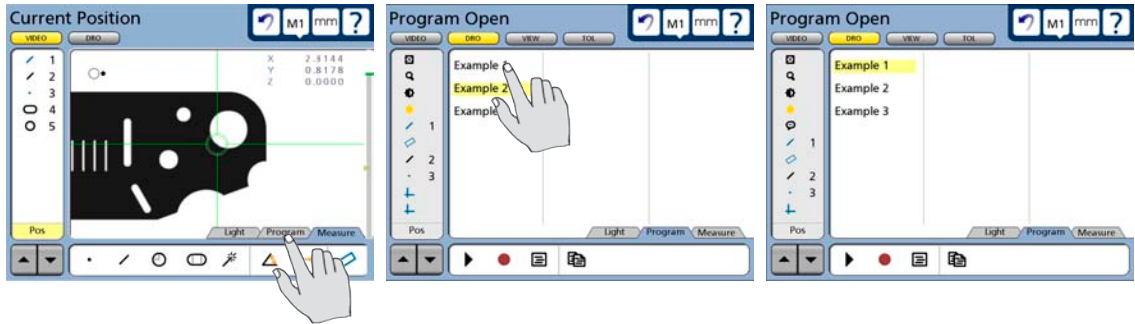 Current Position
M1 mm ?
VIDEO DRO
1
2
3
4
5
X 2.3144
Y 0.8178
Z 0.0000
Pos
Light Program Measure
Program Open
M1 mm ?
VIDEO DRO VIEW TOL
Example
Example 2
Example
1
2
3
Pos
Light Program Measure
Program Open
M1 mm ?
VIDEO DRO VIEW TOL
Example 1
Example 2
Example 3
1
2
3
Pos
Light Program Measure